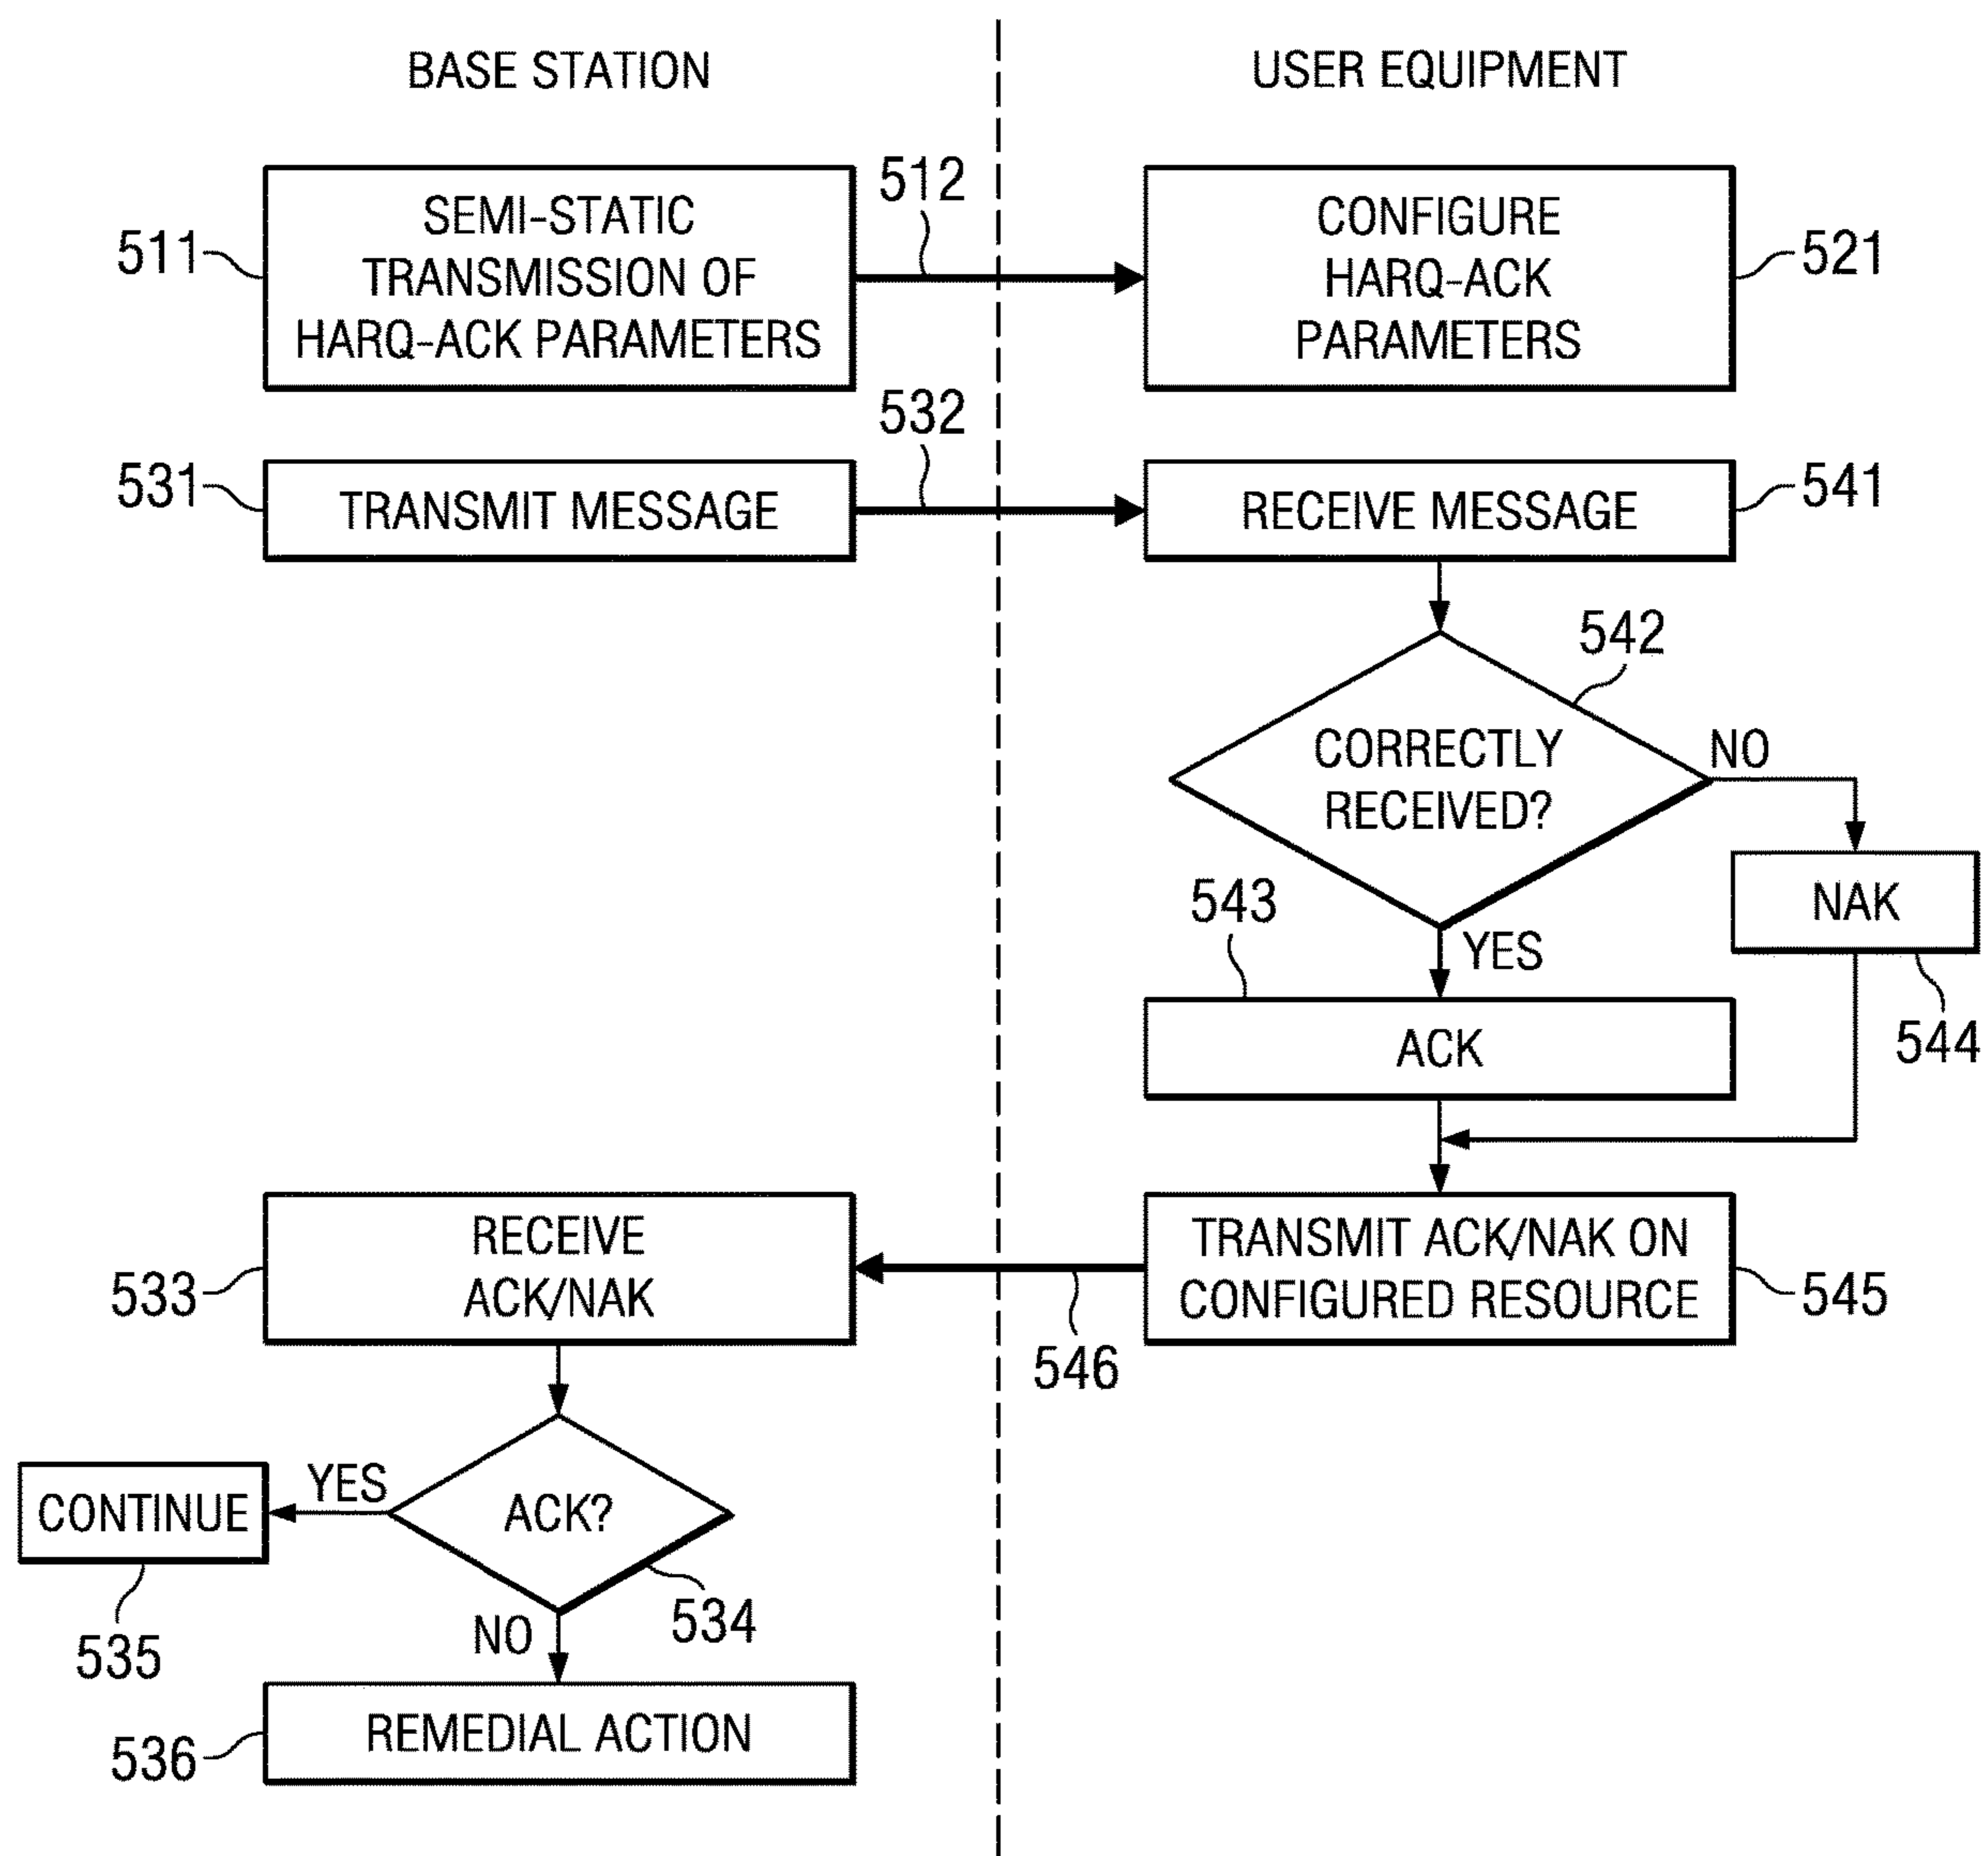 BASE STATION
USER EQUIPMENT
511
SEMI-STATIC
TRANSMISSION OF
HARQ-ACK PARAMETERS
512
CONFIGURE
HARQ-ACK
PARAMETERS
521
531
TRANSMIT MESSAGE
532
RECEIVE MESSAGE
541
542
CORRECTLY
RECEIVED?
NO
NAK
544
YES
543
ACK
533
RECEIVE
ACK/NAK
546
TRANSMIT ACK/NAK ON
CONFIGURED RESOURCE
545
ACK?
534
YES
CONTINUE
535
NO
536
REMEDIAL ACTION